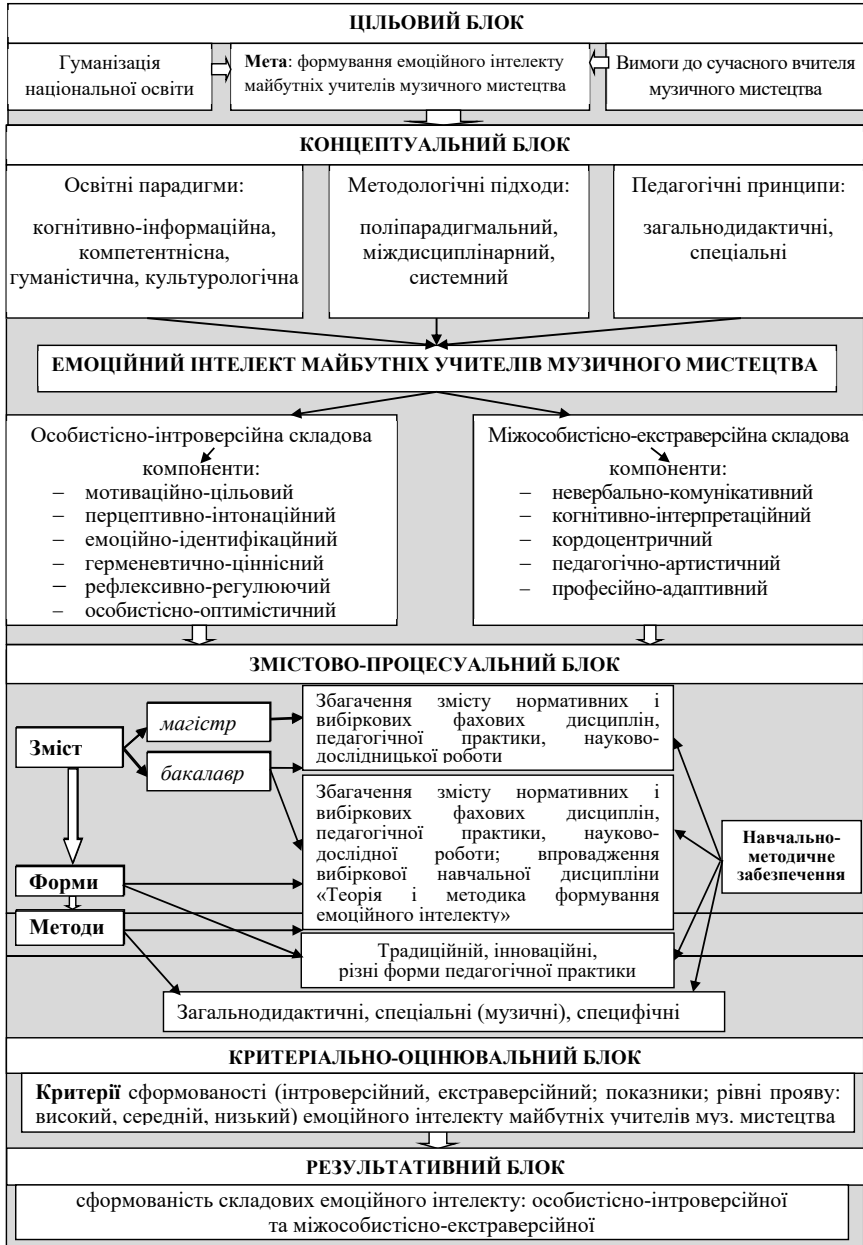 ЦІЛЬОВИЙ БЛОК
Гуманізація
національної освіти
Мета: формування емоційного інтелекту
майбутніх учителів музичного мистецтва
Вимоги до сучасного вчителя
музичного мистецтва
КОНЦЕПТУАЛЬНИЙ БЛОК
Освітні парадигми:
когнітивно-інформаційна,
компетентнісна,
гуманістична, культурологічна
Методологічні підходи:
поліпарадигмальний,
міждисциплінарний,
системний
Педагогічні принципи:
загальнодидактичні,
спеціальні
ЕМОЦІЙНИЙ ІНТЕЛЕКТ МАЙБУТНІХ УЧИТЕЛІВ МУЗИЧНОГО МИСТЕЦТВА
Особистісно-інтроверсійна складова
компоненти:
– мотиваційно-цільовий
– перцептивно-інтонаційний
– емоційно-ідентифікаційний
– герменевтично-ціннісний
– рефлексивно-регулюючий
– особистісно-оптимістичний
Міжособистісно-екстраверсійна складова
компоненти:
– невербально-комунікативний
– когнітивно-інтерпретаційний
– кордоцентричний
– педагогічно-артистичний
– професійно-адаптивний
ЗМІСТОВО-ПРОЦЕСУАЛЬНИЙ БЛОК
Зміст
магістр
бакалавр
Збагачення змісту нормативних і
вибіркових фахових дисциплін,
педагогічної практики, науково-
дослідницької роботи
Збагачення змісту нормативних і
вибіркових фахових дисциплін,
педагогічної практики, науково-
дослідної роботи; впровадження
вибіркової навчальної дисципліни
«Теорія і методика формування
емоційного інтелекту»
Навчально-
методичне
забезпечення
Форми
Методи
Традиційній, інноваційні,
різні форми педагогічної практики
Загальнодидактичні, спеціальні (музичні), специфічні
КРИТЕРІАЛЬНО-ОЦІНЮВАЛЬНИЙ БЛОК
Критерії сформованості (інтроверсійний, екстраверсійний; показники; рівні прояву:
високий, середній, низький) емоційного інтелекту майбутніх учителів муз. мистецтва
РЕЗУЛЬТАТИВНИЙ БЛОК
сформованість складових емоційного інтелекту: особистісно-інтроверсійної
та міжособистісно-екстраверсійної